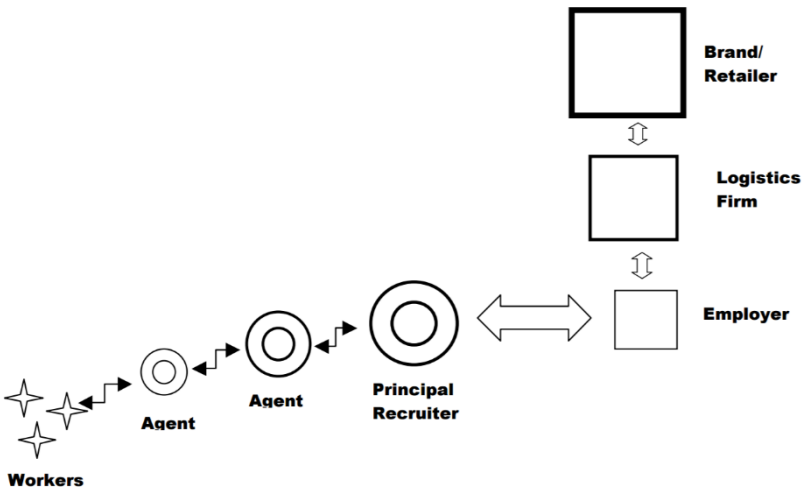 Brand/
Retailer
Logistics
Firm
Employer
Principal
Recruiter
Agent
Agent
Workers